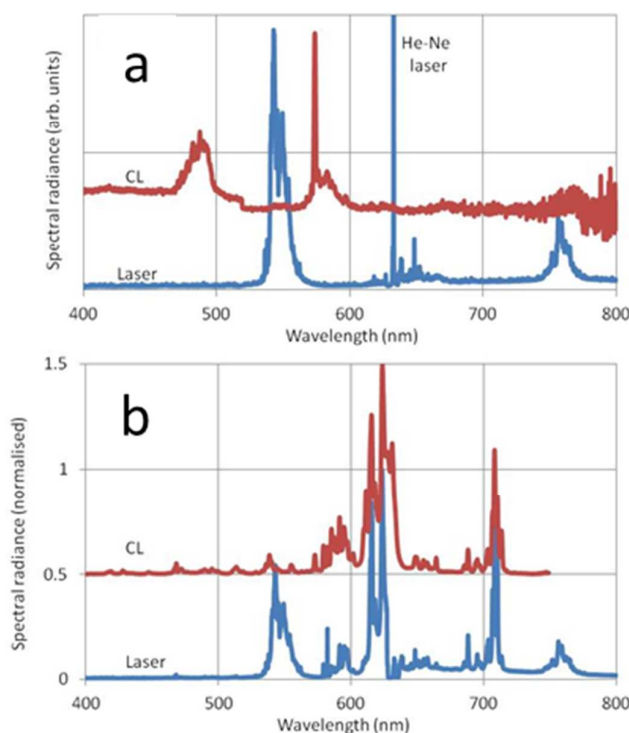 a
He-Ne
laser
CL
Laser
Spectral radiance (arb. units)
400 500 600 700 800
Wavelength (nm)
b
1.5
1
0.5
0
CL
Laser
Spectral radiance (normalised)
400 500 600 700 800
Wavelength (nm)